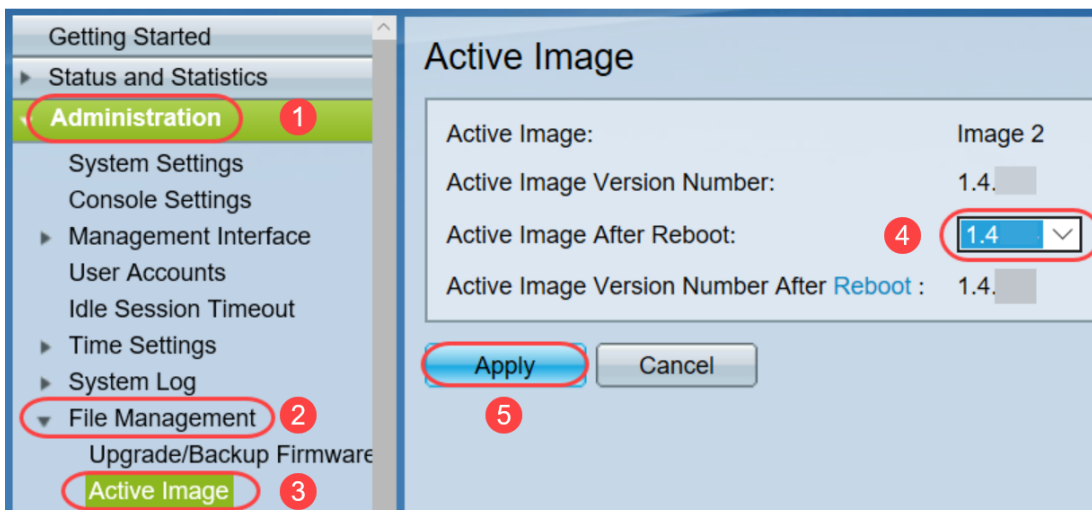 Getting Started
Status and Statistics
Administration 1
System Settings
Console Settings
Management Interface
User Accounts
Idle Session Timeout
Time Settings
System Log
File Management 2
Upgrade/Backup Firmware
Active Image 3
Active Image
Active Image: Image 2
Active Image Version Number: 1.4.
Active Image After Reboot: 4 1.4
Active Image Version Number After Reboot : 1.4.
Apply Cancel
5